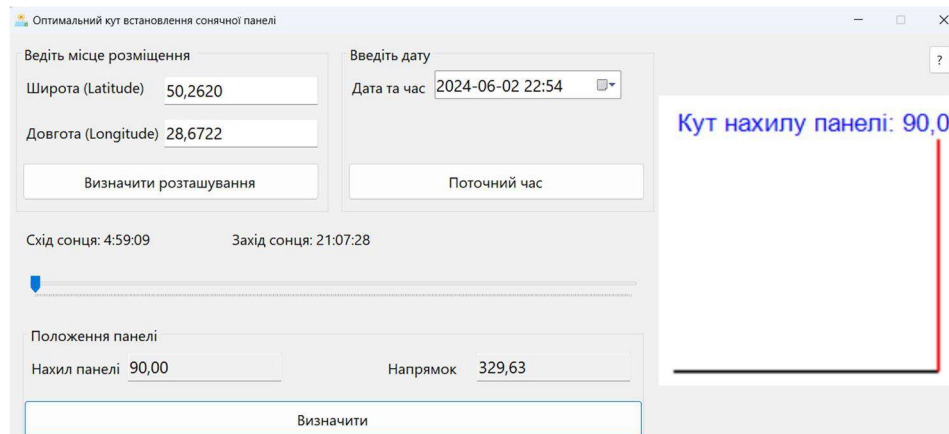 Оптимальний кут встановлення сонячної панелі
Ведіть місце розміщення
Широта (Latitude) 50,2620
Довгота (Longitude) 28,6722
Визначити розташування
Введіть дату
Дата та час 2024-06-02 22:54
Поточний час
?
Кут нахилу панелі: 90,0
Схід сонця: 4:59:09 Захід сонця: 21:07:28
Положення панелі
Нахил панелі 90,00 Напрямок 329,63
Визначити